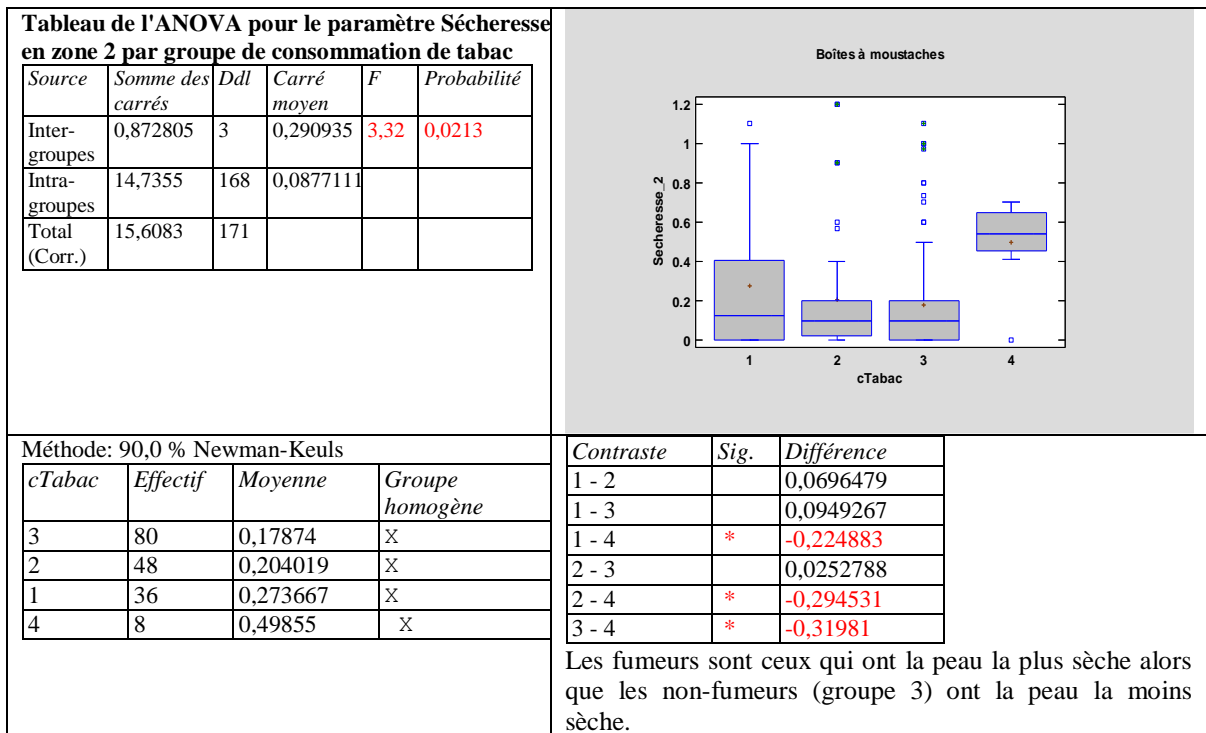 Tableau de l'ANOVA pour le paramètre Sécheresse
en zone 2 par groupe de consommation de tabac
Source Somme des carrés Ddl Carré moyen F Probabilité
Inter-groupes 0,872805 3 0,290935 3,32 0,0213
Intra-groupes 14,7355 168 0,0877111
Total (Corr.) 15,6083 171
Boîtes à moustaches
Secheresse_2
1.2
1
0.8
0.6
0.4
0.2
0
1 2 3 4
cTabac
Méthode: 90,0 % Newman-Keuls
cTabac Effectif Moyenne Groupe homogène
3 80 0,17874 X
2 48 0,204019 X
1 36 0,273667 X
4 8 0,49855 X
Contraste Sig. Différence
1 - 2 0,0696479
1 - 3 0,0949267
1 - 4 * -0,224883
2 - 3 0,0252788
2 - 4 * -0,294531
3 - 4 * -0,31981
Les fumeurs sont ceux qui ont la peau la plus sèche alors
que les non-fumeurs (groupe 3) ont la peau la moins
sèche.